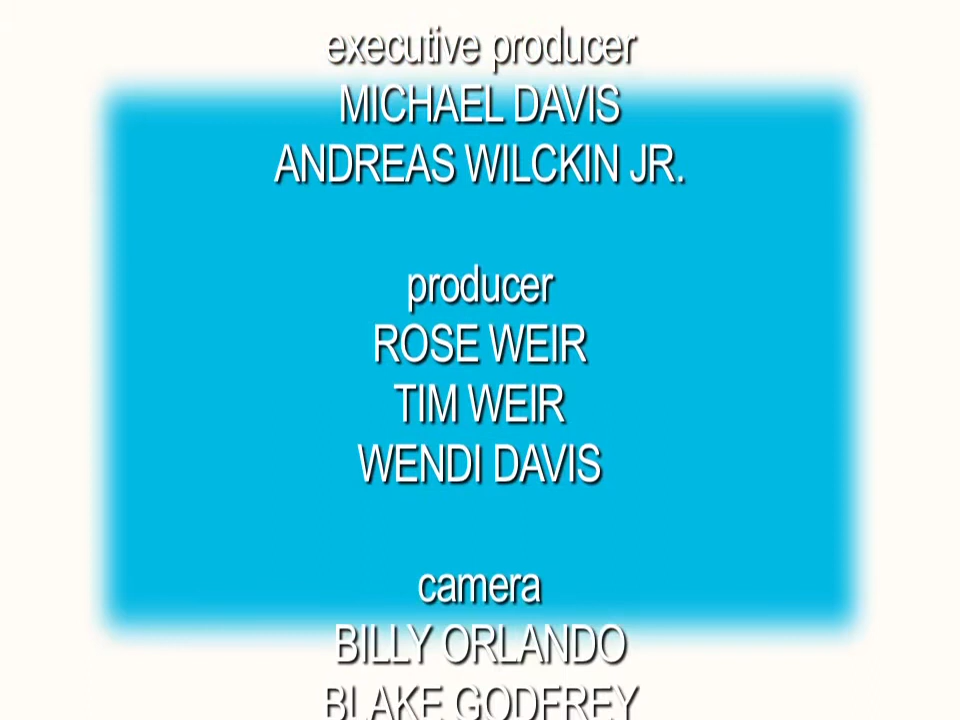 executive producer
MICHAEL DAVIS
ANDREAS WILCKIN JR.
producer
ROSE WEIR
TIM WEIR
WENDI DAVIS
camera
BILLY ORLANDO
BLAKE GODFREY